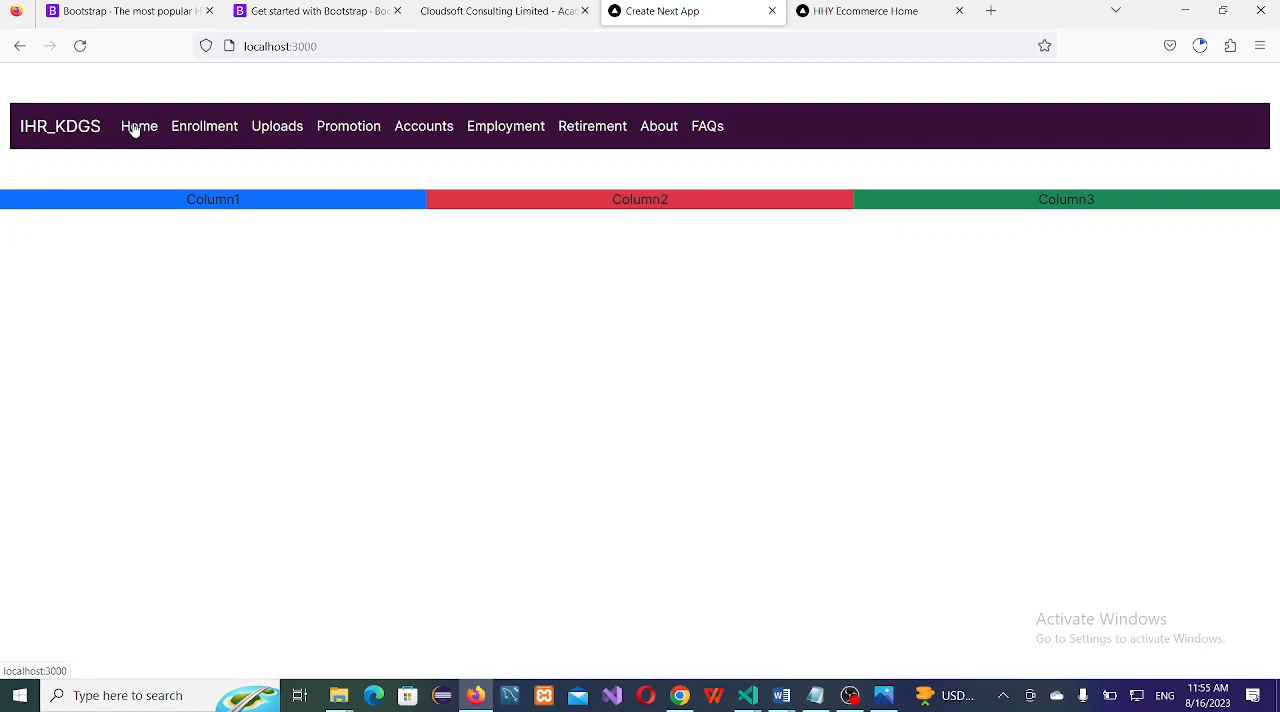 Bootstrap · The most popular H
Get started with Bootstrap · Boo
Cloudsoft Consulting Limited - Acad
Create Next App
HHY Ecommerce Home
localhost:3000
IHR_KDGS Home Enrollment Uploads Promotion Accounts Employment Retirement About FAQs
Column1 Column2 Column3
Activate Windows
Go to Settings to activate Windows.
localhost:3000
Type here to search
USD...
ENG
11:55 AM
8/16/2023